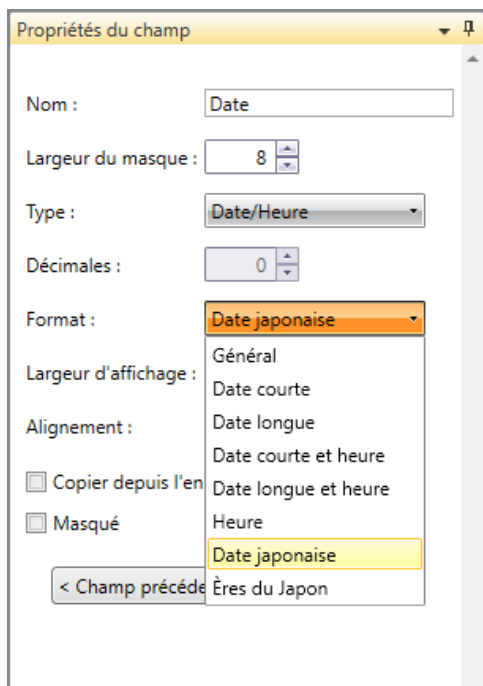 Propriétés du champ
Nom : Date
Largeur du masque : 8
Type : Date/Heure
Décimales : 0
Format : Date japonaise
Général
Largeur d'affichage :
Date courte
Date longue
Alignement :
Date courte et heure
Copier depuis l'en
Date longue et heure
Masqué
Heure
Date japonaise
< Champ précéde
Ères du Japon